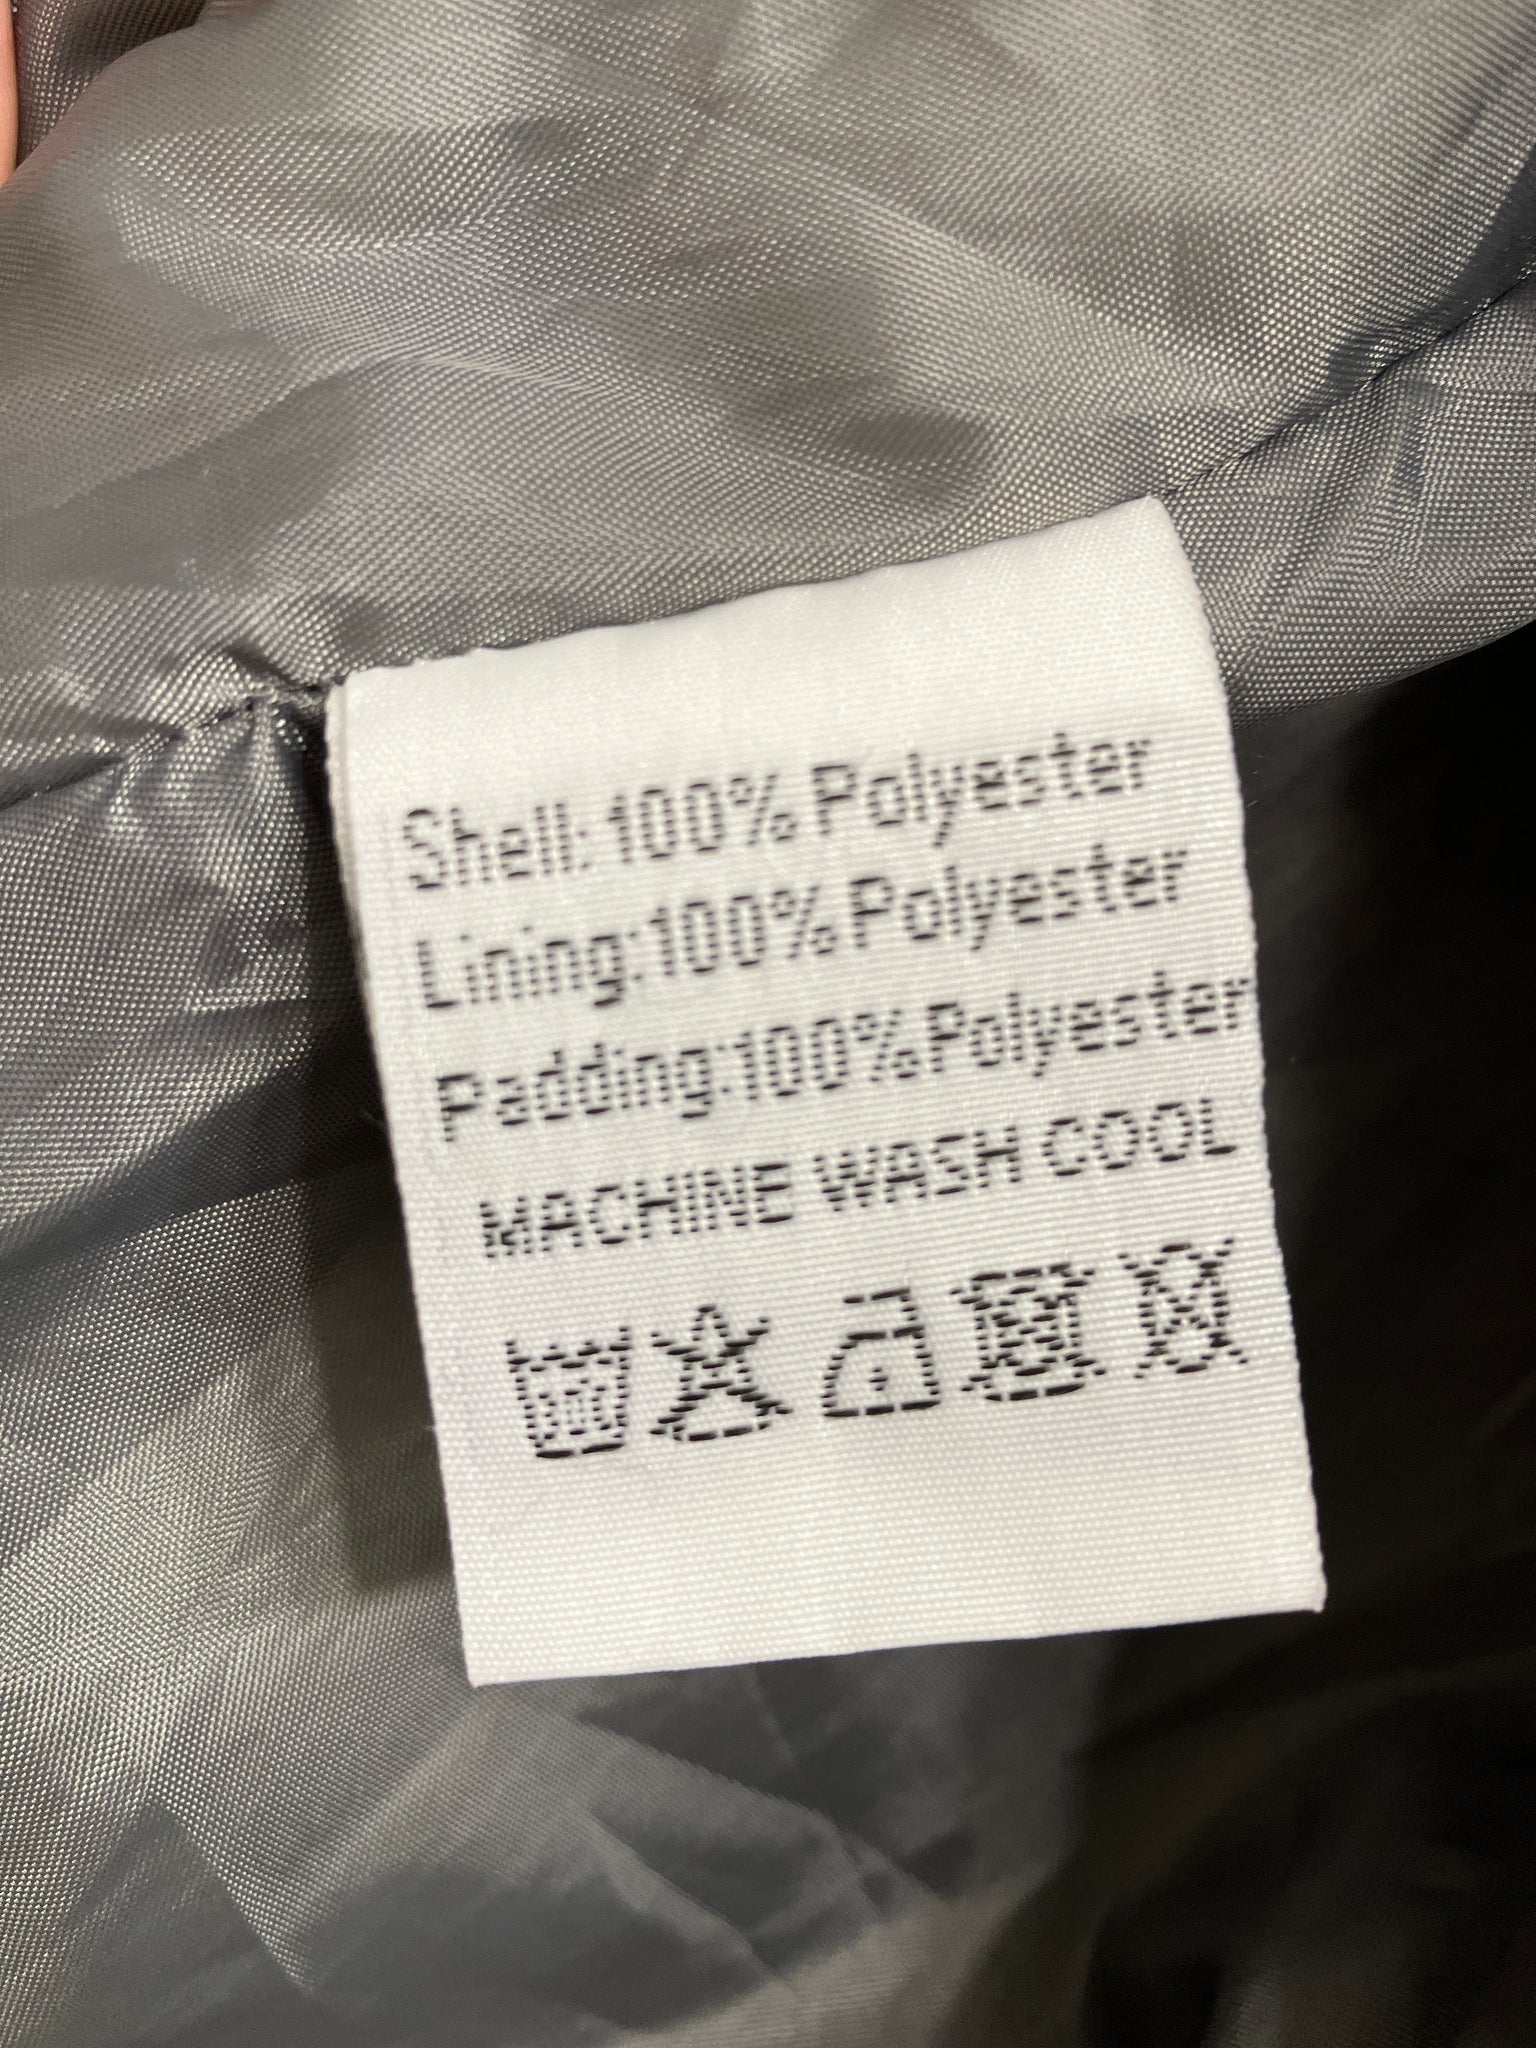 Shell: 100% Polyester
Lining:100% Polyester
Padding:100% Polyester
MACHINE WASH COOL